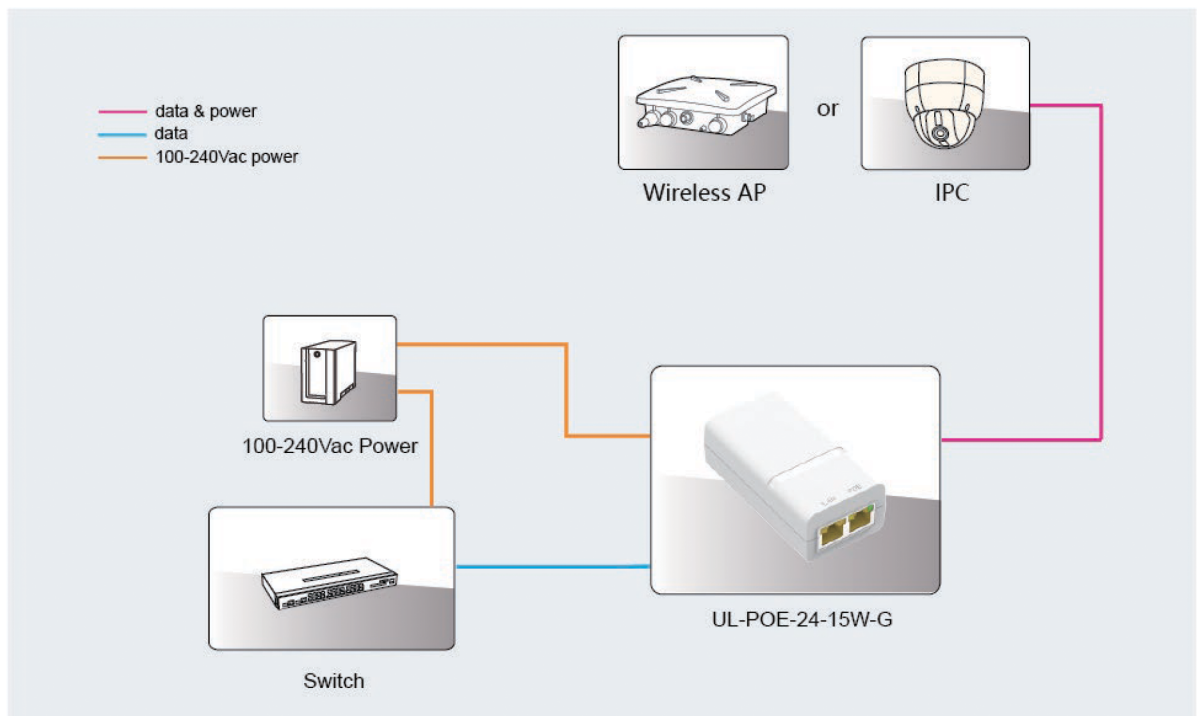 data & power
data
100-240Vac power
or
Wireless AP
IPC
100-240Vac Power
UL-POE-24-15W-G
Switch